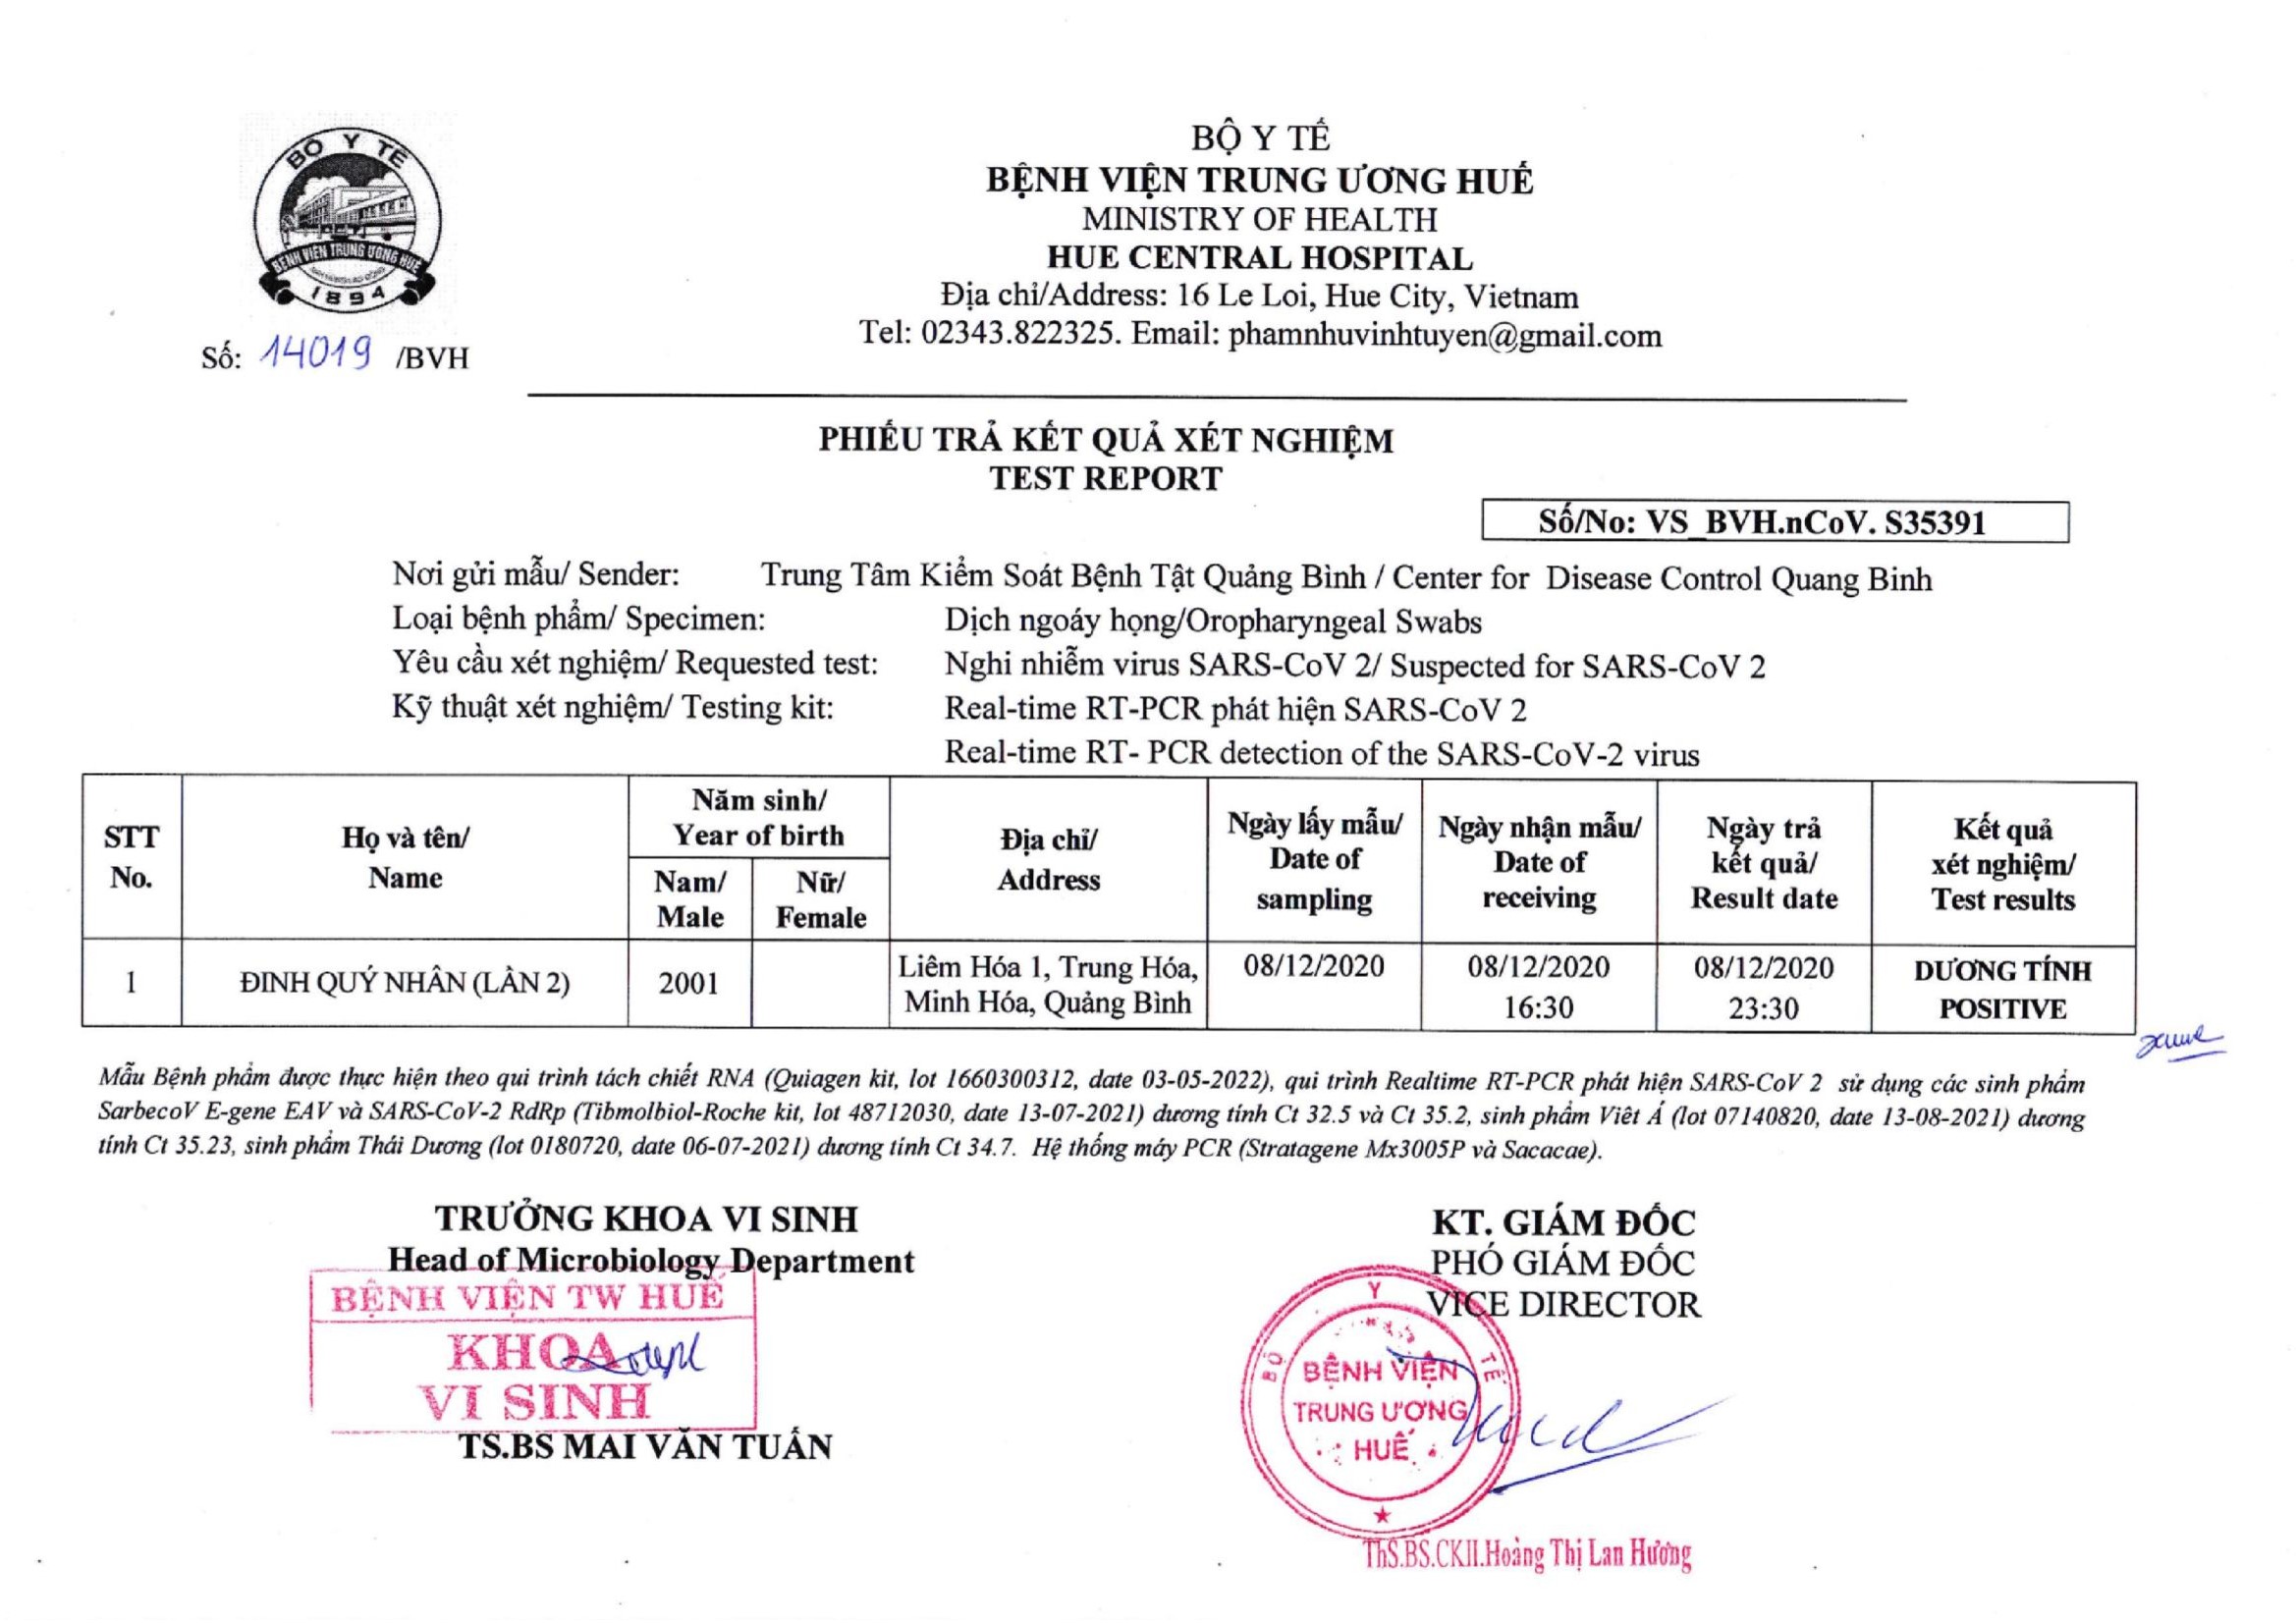 BỘ Y TẾ
BỆNH VIỆN TRUNG ƯƠNG HUẾ
1894
Số: 14019 /BVH
BỘ Y TẾ
BỆNH VIỆN TRUNG ƯƠNG HUẾ
MINISTRY OF HEALTH
HUE CENTRAL HOSPITAL
Địa chỉ/Address: 16 Le Loi, Hue City, Vietnam
Tel: 02343.822325. Email: phamnhuvinhtuyen@gmail.com
PHIẾU TRẢ KẾT QUẢ XÉT NGHIỆM
TEST REPORT
Số/No: VS_BVH.nCoV. S35391
Nơi gửi mẫu/ Sender: Trung Tâm Kiểm Soát Bệnh Tật Quảng Bình / Center for Disease Control Quang Binh
Loại bệnh phẩm/ Specimen: Dịch ngoáy họng/Oropharyngeal Swabs
Yêu cầu xét nghiệm/ Requested test: Nghi nhiễm virus SARS-CoV 2/ Suspected for SARS-CoV 2
Kỹ thuật xét nghiệm/ Testing kit: Real-time RT-PCR phát hiện SARS-CoV 2
Real-time RT- PCR detection of the SARS-CoV-2 virus
STT
No.
Họ và tên/
Name
Năm sinh/
Year of birth
Nam/
Male
Nữ/
Female
Địa chỉ/
Address
Ngày lấy mẫu/
Date of
sampling
Ngày nhận mẫu/
Date of
receiving
Ngày trả
kết quả/
Result date
Kết quả
xét nghiệm/
Test results
1
ĐINH QUÝ NHÂN (LẦN 2)
2001
Liêm Hóa 1, Trung Hóa,
Minh Hóa, Quảng Bình
08/12/2020
08/12/2020
16:30
08/12/2020
23:30
DƯƠNG TÍNH
POSITIVE
Mẫu Bệnh phẩm được thực hiện theo qui trình tách chiết RNA (Quiagen kit, lot 1660300312, date 03-05-2022), qui trình Realtime RT-PCR phát hiện SARS-CoV 2 sử dụng các sinh phẩm
SarbecoV E-gene EAV và SARS-CoV-2 RdRp (Tibmolbiol-Roche kit, lot 48712030, date 13-07-2021) dương tính Ct 32.5 và Ct 35.2, sinh phẩm Viêt Á (lot 07140820, date 13-08-2021) dương
tính Ct 35.23, sinh phẩm Thái Dương (lot 0180720, date 06-07-2021) dương tính Ct 34.7. Hệ thống máy PCR (Stratagene Mx3005P và Sacacae).
TRƯỞNG KHOA VI SINH
Head of Microbiology Department
BỆNH VIỆN TW HUẾ
KHOA
VI SINH
TS.BS MAI VĂN TUẤN
KT. GIÁM ĐỐC
PHÓ GIÁM ĐỐC
VICE DIRECTOR
BỘ Y TẾ
BỆNH VIỆN
TRUNG ƯƠNG
HUẾ
ThS.BS.CKII.Hoàng Thị Lan Hương